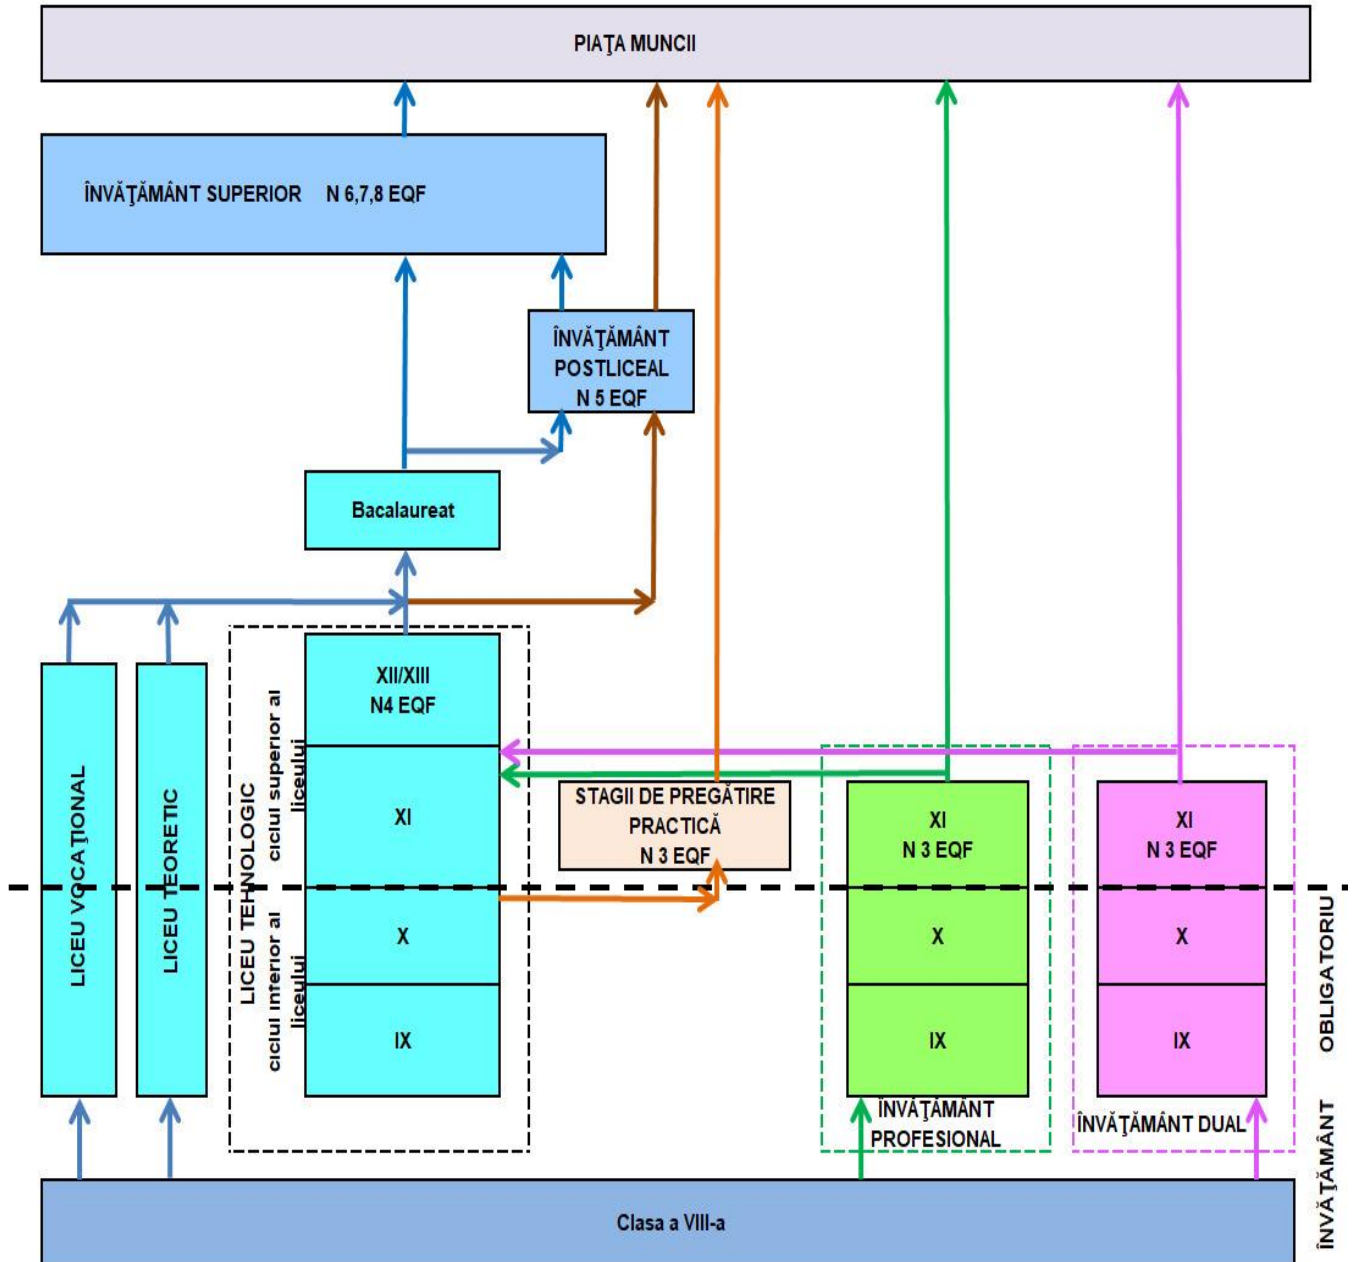 PIAŢA MUNCII
ÎNVĂŢĂMÂNT SUPERIOR N 6,7,8 EQF
ÎNVĂŢĂMÂNT
POSTLICEAL
N 5 EQF
Bacalaureat
LICEU VOCAŢIONAL
LICEU TEORETIC
LICEU TEHNOLOGIC
ciclul superior al
liceului
ciclul inferior al
liceului
XII/XIII
N4 EQF
XI
X
IX
STAGII DE PREGĂTIRE
PRACTICĂ
N 3 EQF
XI
N 3 EQF
X
IX
ÎNVĂŢĂMÂNT
PROFESIONAL
XI
N 3 EQF
X
IX
ÎNVĂŢĂMÂNT DUAL
ÎNVĂŢĂMÂNT OBLIGATORIU
Clasa a VIII-a